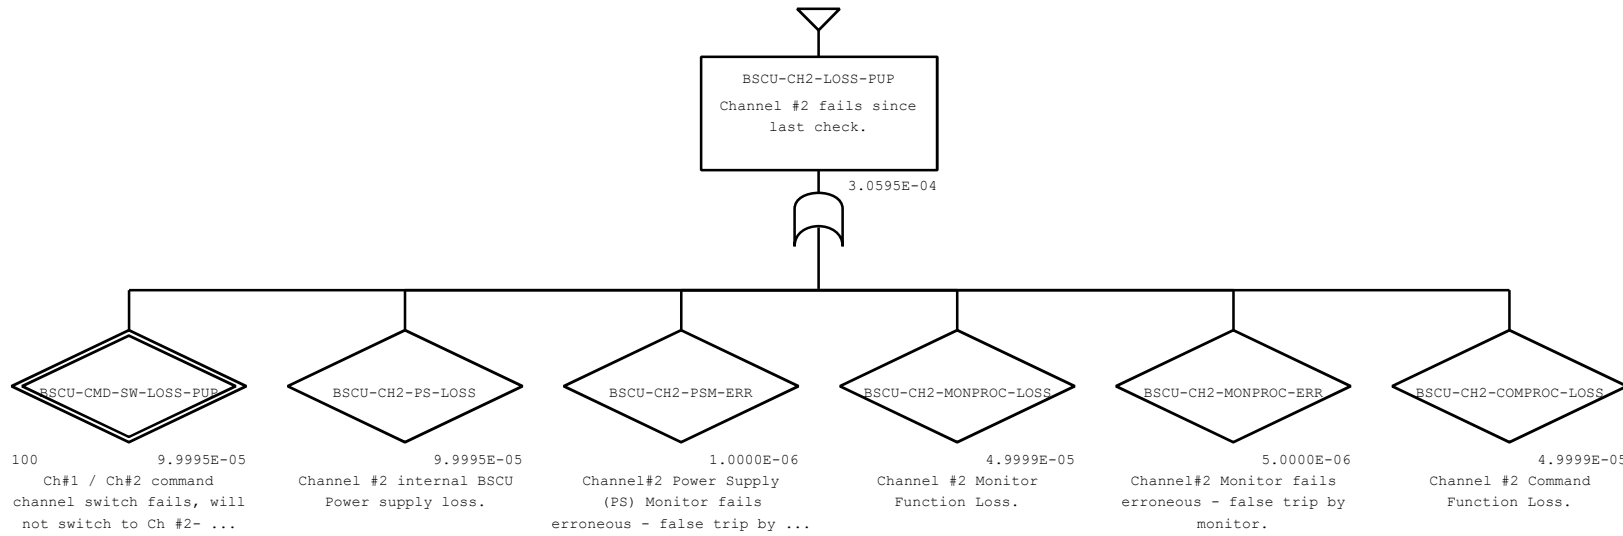 BSCU-CH2-LOSS-PUP
Channel #2 fails since
last check.
3.0595E-04
BSCU-CMD-SW-LOSS-PUP
BSCU-CH2-PS-LOSS
BSCU-CH2-PSM-ERR
BSCU-CH2-MONPROC-LOSS
BSCU-CH2-MONPROC-ERR
BSCU-CH2-COMPROC-LOSS
100 9.9995E-05
Ch#1 / Ch#2 command
channel switch fails, will
not switch to Ch #2- ...
9.9995E-05
Channel #2 internal BSCU
Power supply loss.
1.0000E-06
Channel#2 Power Supply
(PS) Monitor fails
erroneous - false trip by ...
4.9999E-05
Channel #2 Monitor
Function Loss.
5.0000E-06
Channel#2 Monitor fails
erroneous - false trip by
monitor.
4.9999E-05
Channel #2 Command
Function Loss.